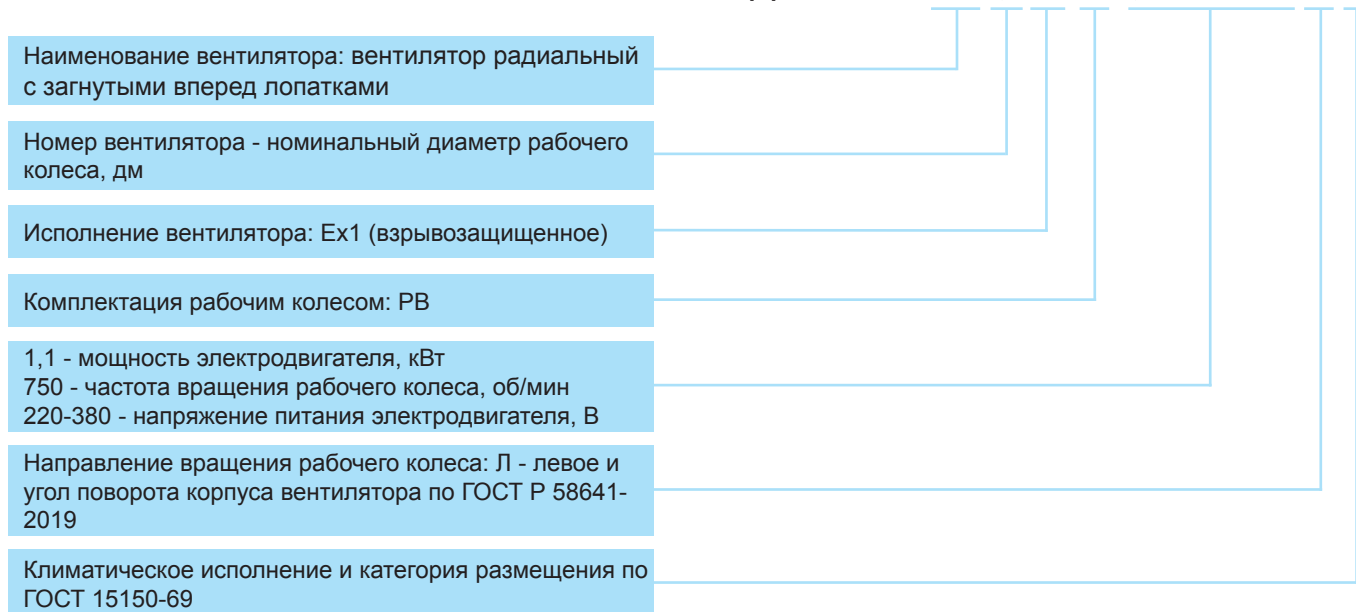 Наименование вентилятора: вентилятор радиальный
с загнутыми вперед лопатками
Номер вентилятора - номинальный диаметр рабочего
колеса, дм
Исполнение вентилятора: Ex1 (взрывозащищенное)
Комплектация рабочим колесом: РВ
1,1 - мощность электродвигателя, кВт
750 - частота вращения рабочего колеса, об/мин
220-380 - напряжение питания электродвигателя, В
Направление вращения рабочего колеса: Л - левое и
угол поворота корпуса вентилятора по ГОСТ Р 58641-
2019
Климатическое исполнение и категория размещения по
ГОСТ 15150-69